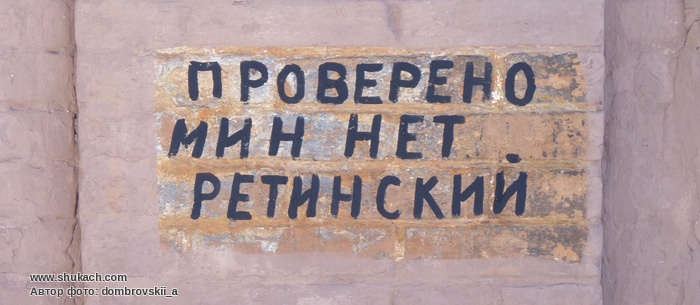 ПРОВЕРЕНО
МИН НЕТ
РЕТИНСКИЙ
www.shukach.com
Автор фото: dombrovskii_a